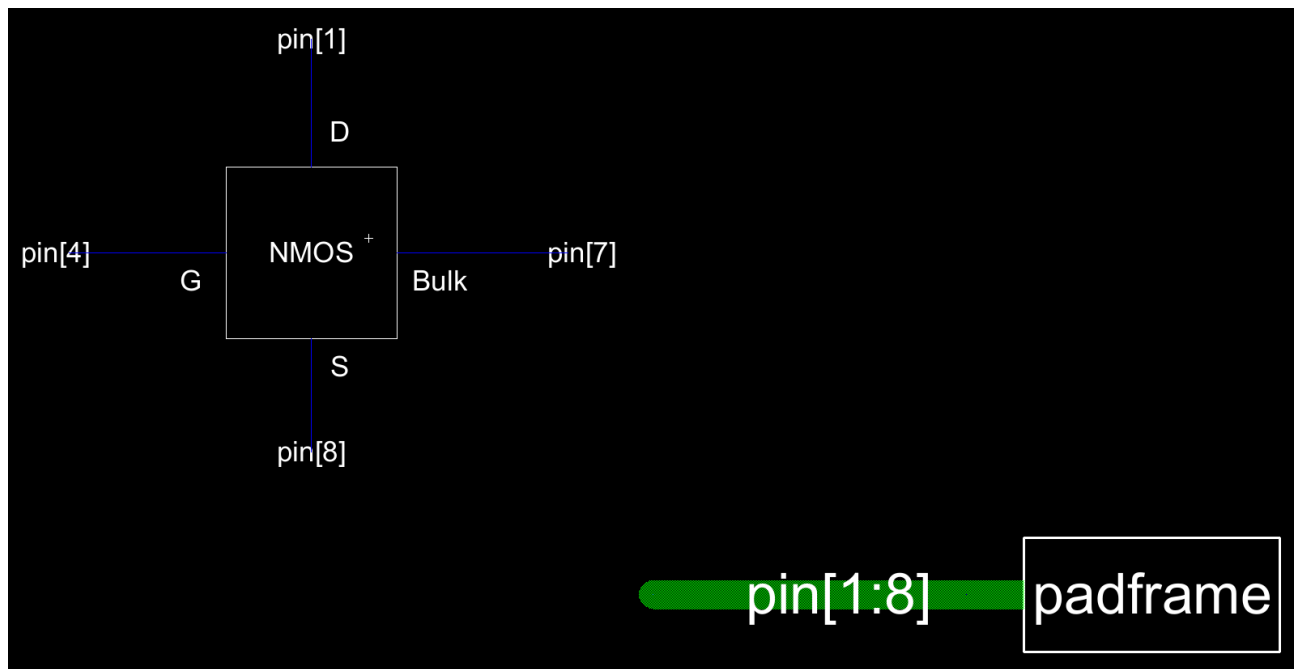 pin[1]
D
pin[4]
NMOS
pin[7]
G
Bulk
S
pin[8]
pin[1:8]
padframe